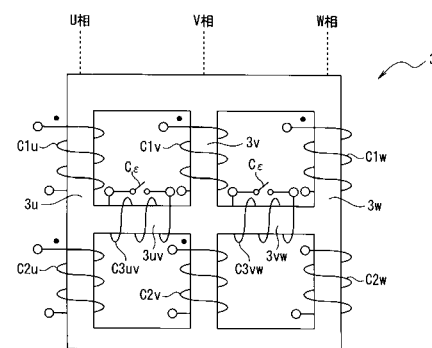 U相 V相 W相
C1u C1v 3v C1w
Cε Cε
3u 3w
C2u C3uv 3uv C3vw 3vw C2w
C2v